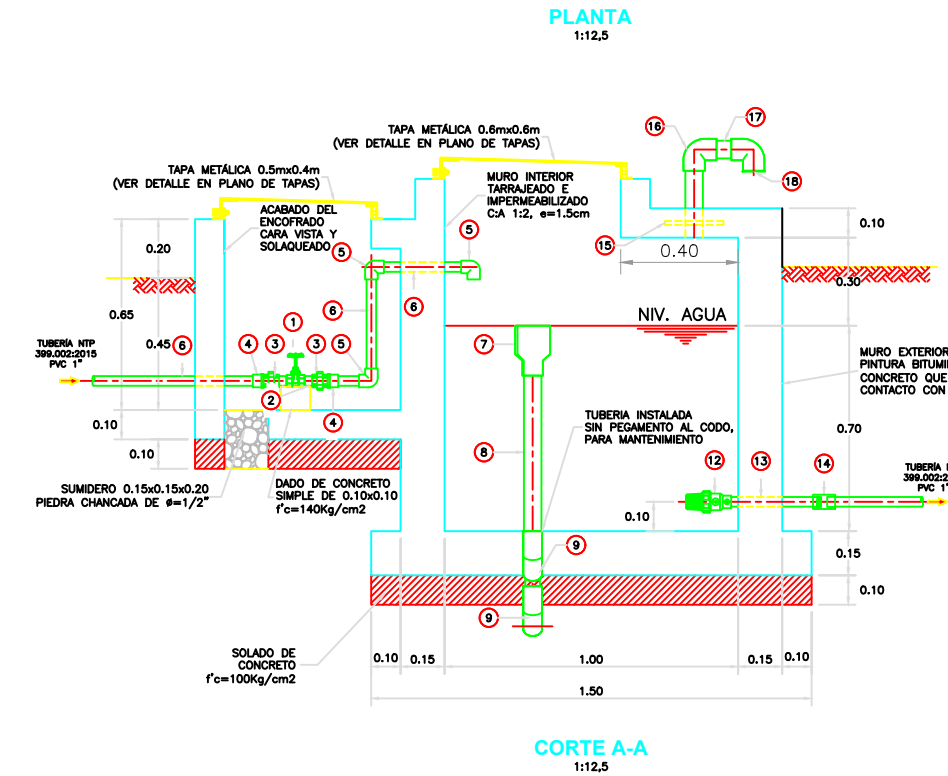 PLANTA
1:12,5
TAPA METÁLICA 0.6mx0.6m
(VER DETALLE EN PLANO DE TAPAS)
TAPA METÁLICA 0.5mx0.4m
(VER DETALLE EN PLANO DE TAPAS)
MURO INTERIOR
TARRAJEADO E
IMPERMEABILIZADO
C:A 1:2, e=1.5cm
ACABADO DEL
ENCOFRADO
CARA VISTA Y
SOLAQUEADO
16
17
18
15
0.40
0.10
0.30
0.20
0.65
0.45
0.10
0.10
5
5
6
6
1
3
3
4
5
2
4
6
TUBERÍA NTP
399.002:2015
PVC 1"
NIV. AGUA
7
8
MURO EXTERIOR
PINTURA BITUMI
CONCRETO QUE
CONTACTO CON
TUBERIA INSTALADA
SIN PEGAMENTO AL CODO,
PARA MANTENIMIENTO
0.70
12
13
14
TUBERÍA
399.002:2
PVC 1"
0.10
SUMIDERO 0.15x0.15x0.20
PIEDRA CHANCADA DE ø=1/2"
DADO DE CONCRETO
SIMPLE DE 0.10x0.10
f'c=140Kg/cm2
9
9
0.15
0.10
SOLADO DE
CONCRETO
f'c=100Kg/cm2
0.10
0.15
1.00
0.15
0.10
1.50
CORTE A-A
1:12,5